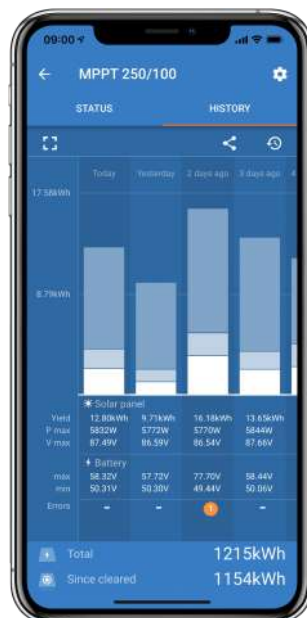 09:00
MPPT 250/100
STATUS HISTORY
Today Yesterday 2 days ago 3 days ago 4
17.58kWh
8.79kWh
Solar panel
Yield 12.80kWh 9.71kWh 16.18kWh 13.65kWh
P max 5832W 5772W 5770W 5844W
V max 87.49V 86.59V 86.54V 87.66V
Battery
max 58.32V 57.72V 77.70V 58.44V
min 50.31V 50.30V 49.44V 50.06V
Errors - - 1 -
Total 1215kWh
Since cleared 1154kWh